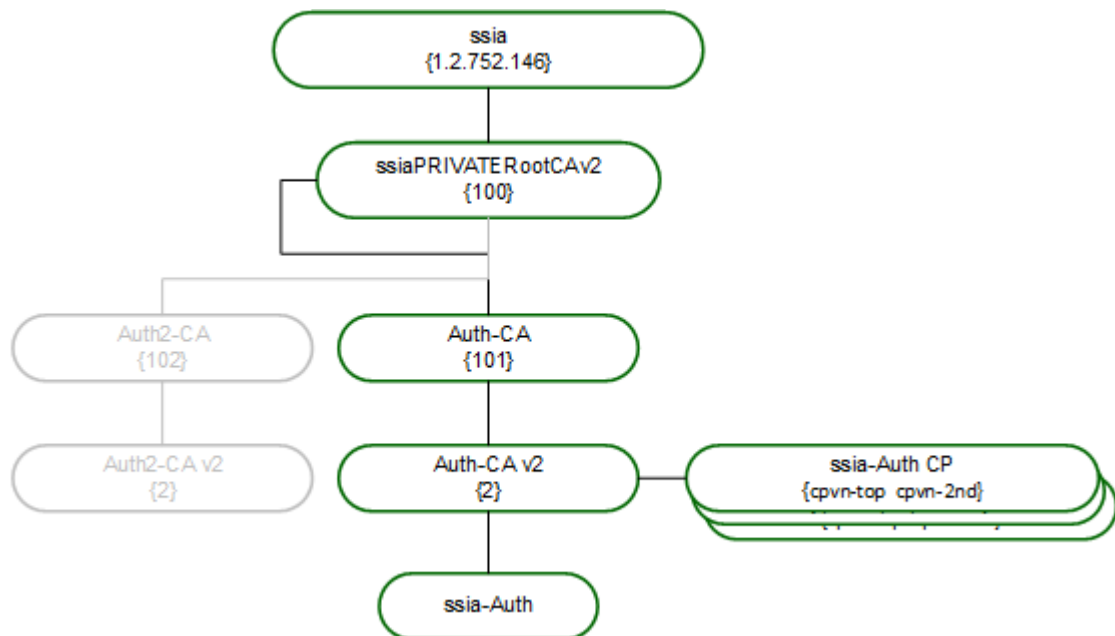 ssia
{1.2.752.146}
ssiaPRIVATERootCAv2
{100}
Auth2-CA
{102}
Auth-CA
{101}
Auth2-CA v2
{2}
Auth-CA v2
{2}
ssia-Auth CP
{cpvn-top cpvn-2nd}
ssia-Auth